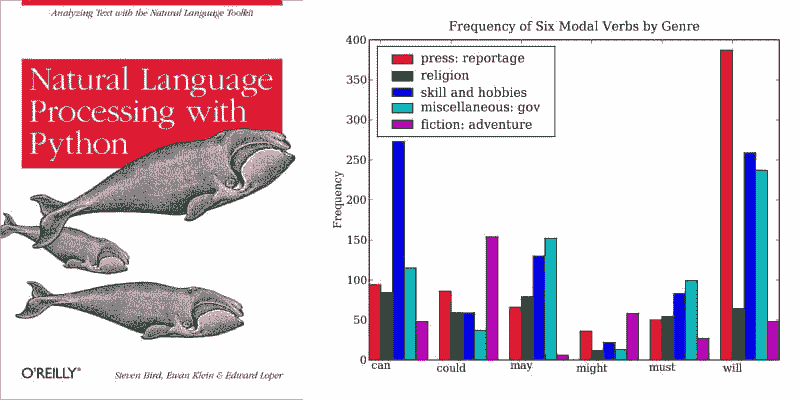 Analyzing Text with the Natural Language Toolkit
Natural Language
Processing with
Python
O'REILLY®
Steven Bird, Ewan Klein & Edward Loper
Frequency of Six Modal Verbs by Genre
press: reportage
religion
skill and hobbies
miscellaneous: gov
fiction: adventure
Frequency
400
350
300
250
200
150
100
50
0
can could may might must will